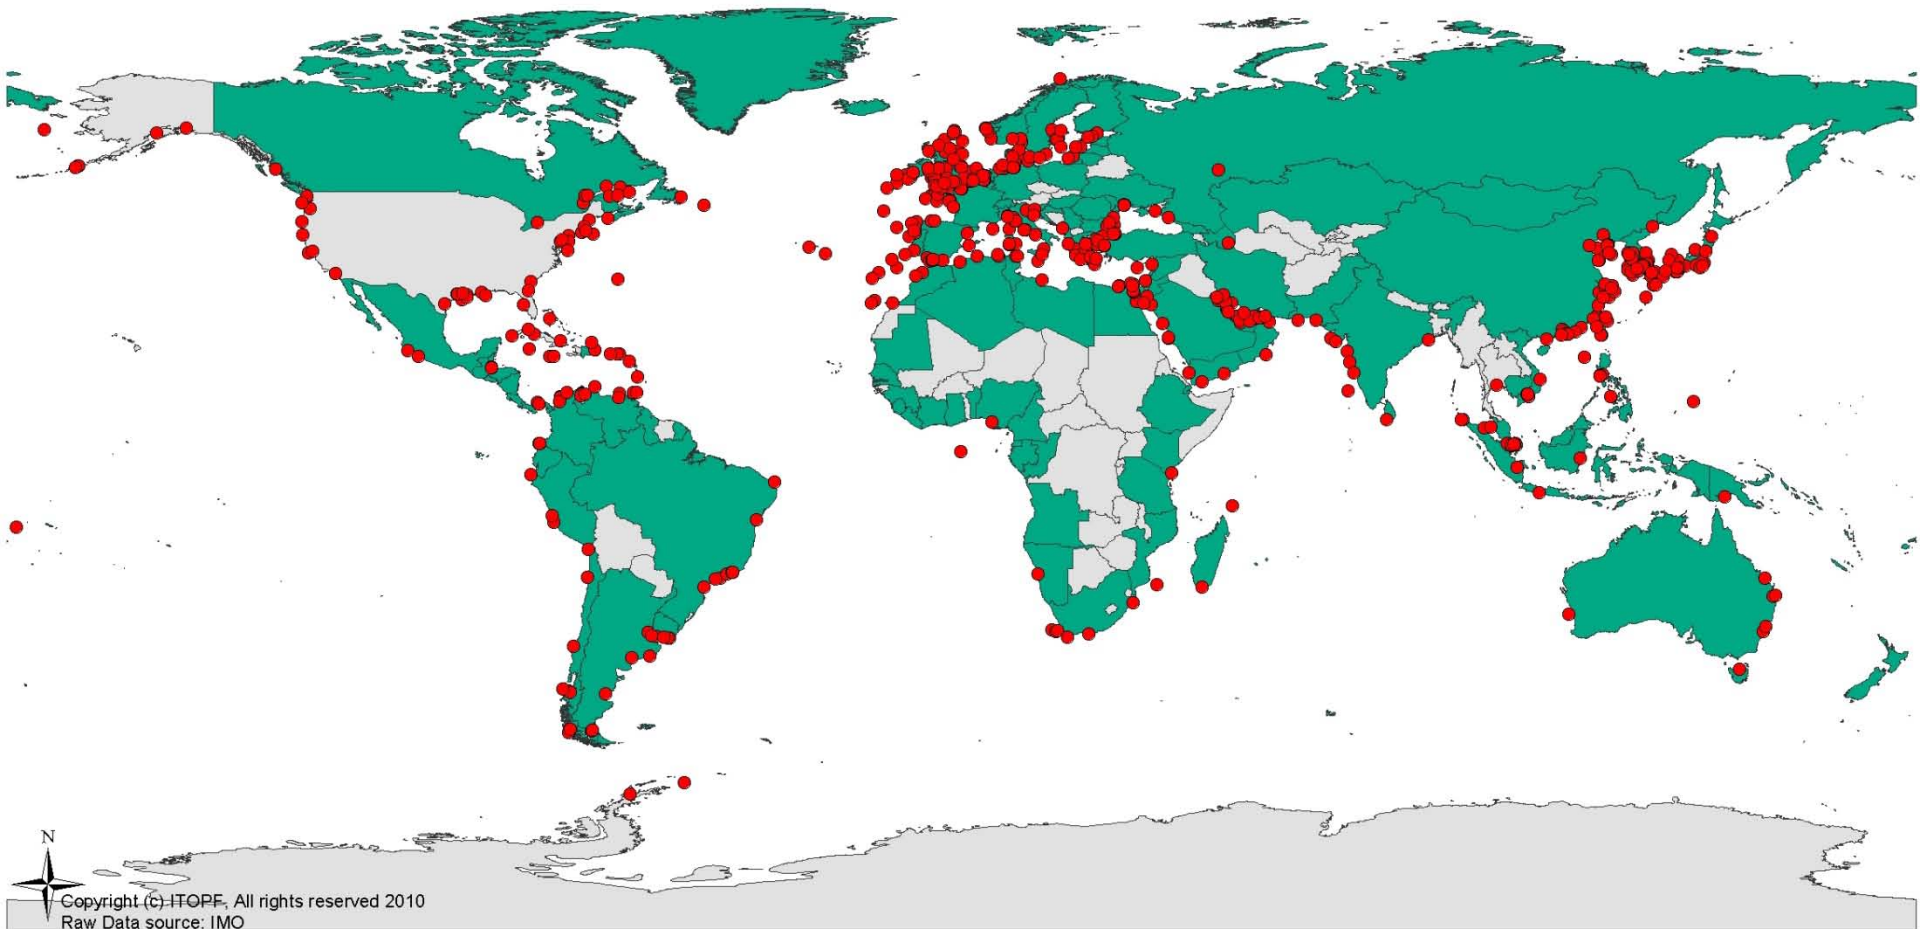 N
Copyright (c) ITOPF, All rights reserved 2010
Raw Data source: IMO